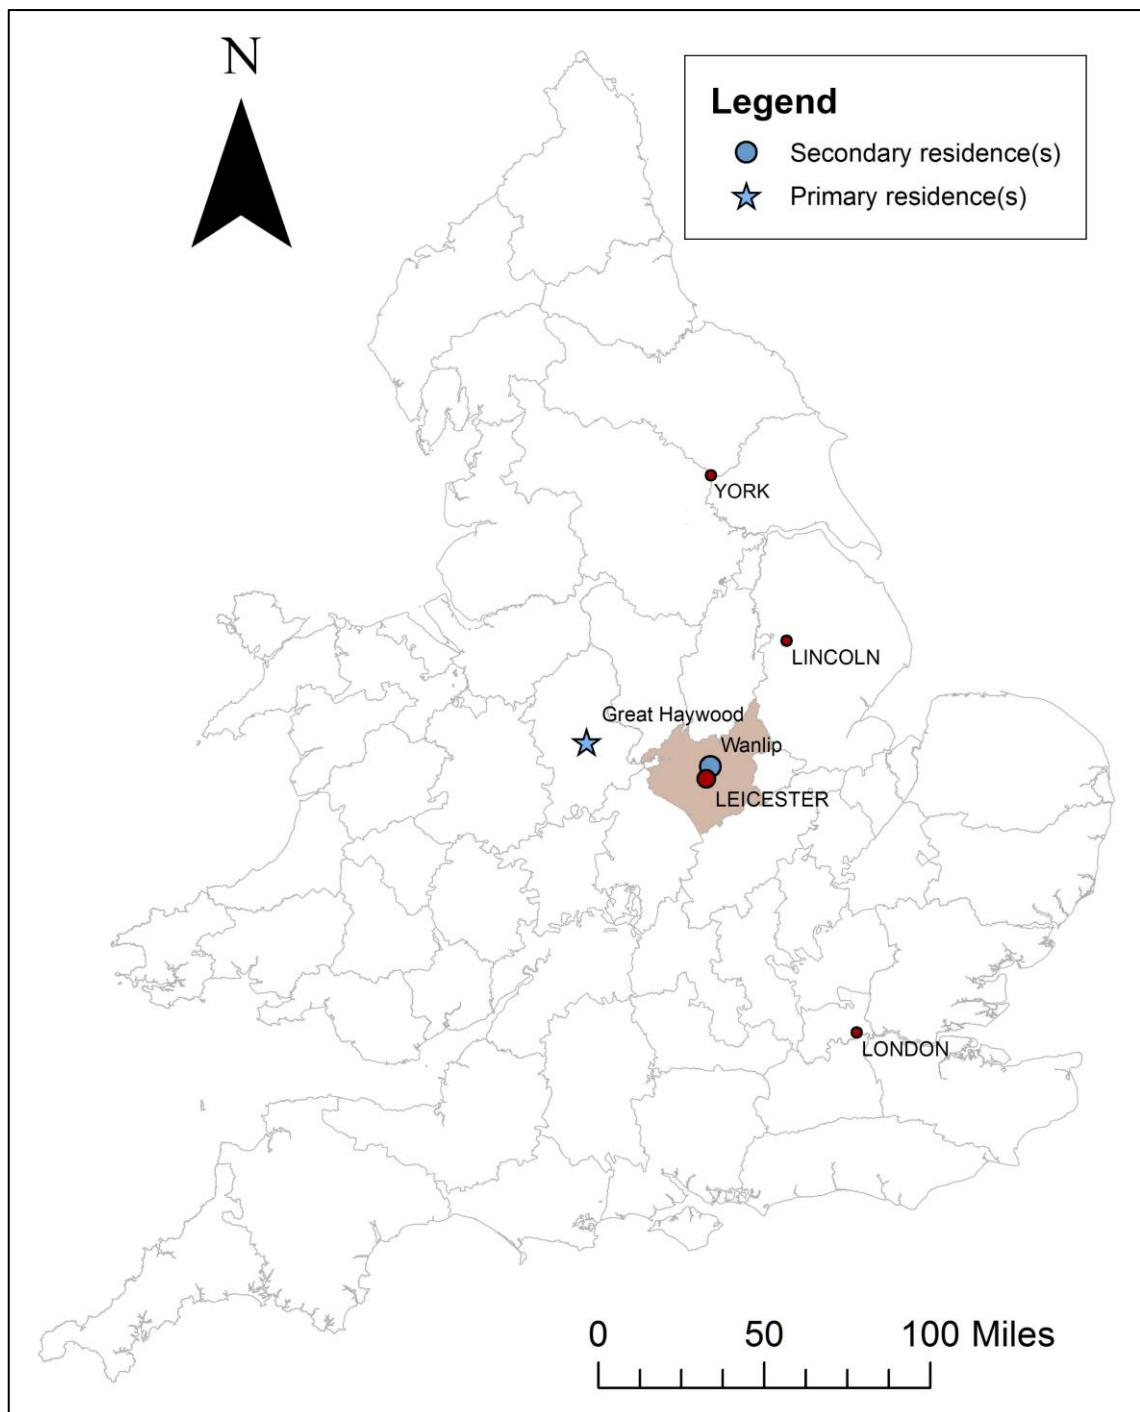 N
Legend
Secondary residence(s)
Primary residence(s)
YORK
LINCOLN
Great Haywood
Wanlip
LEICESTER
LONDON
0 50 100 Miles